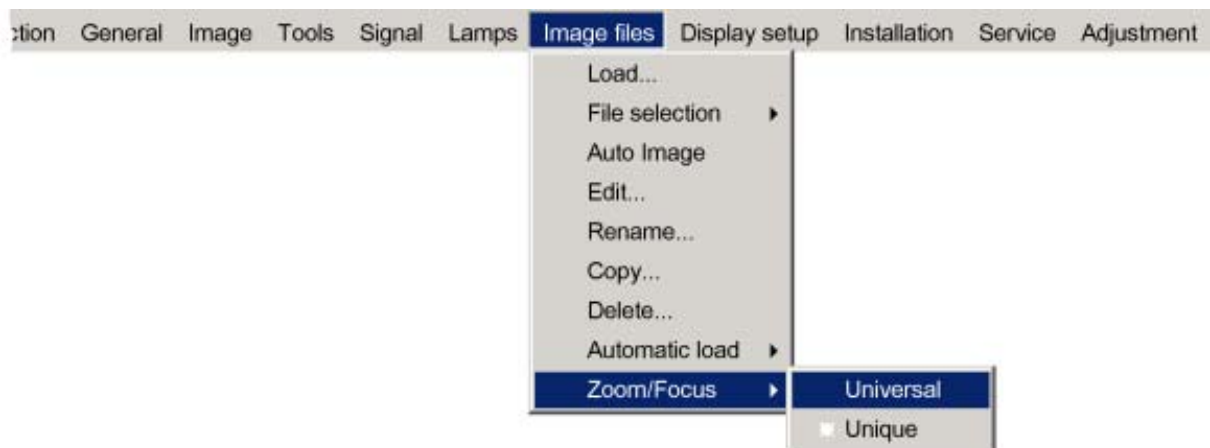 ction General Image Tools Signal Lamps Image files Display setup Installation Service Adjustment
Load...
File selection
Auto Image
Edit...
Rename...
Copy...
Delete...
Automatic load
Zoom/Focus Universal
Unique